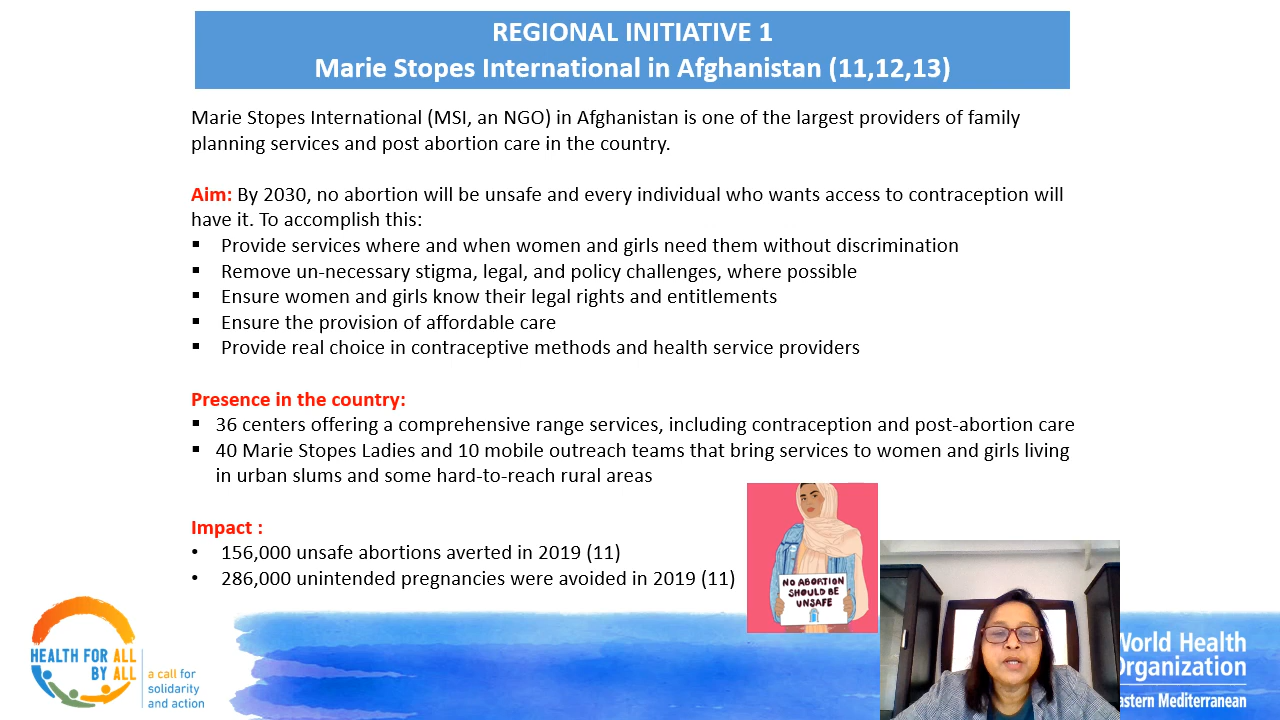 REGIONAL INITIATIVE 1
Marie Stopes International in Afghanistan (11,12,13)
Marie Stopes International (MSI, an NGO) in Afghanistan is one of the largest providers of family
planning services and post abortion care in the country.
Aim: By 2030, no abortion will be unsafe and every individual who wants access to contraception will
have it. To accomplish this:
▪ Provide services where and when women and girls need them without discrimination
▪ Remove un-necessary stigma, legal, and policy challenges, where possible
▪ Ensure women and girls know their legal rights and entitlements
▪ Ensure the provision of affordable care
▪ Provide real choice in contraceptive methods and health service providers
Presence in the country:
▪ 36 centers offering a comprehensive range services, including contraception and post-abortion care
▪ 40 Marie Stopes Ladies and 10 mobile outreach teams that bring services to women and girls living
in urban slums and some hard-to-reach rural areas
Impact :
• 156,000 unsafe abortions averted in 2019 (11)
• 286,000 unintended pregnancies were avoided in 2019 (11)
NO ABORTION
SHOULD BE
UNSAFE
HEALTH FOR ALL
BY ALL
a call for
solidarity
and action
World Health
Organization
astern Mediterranean